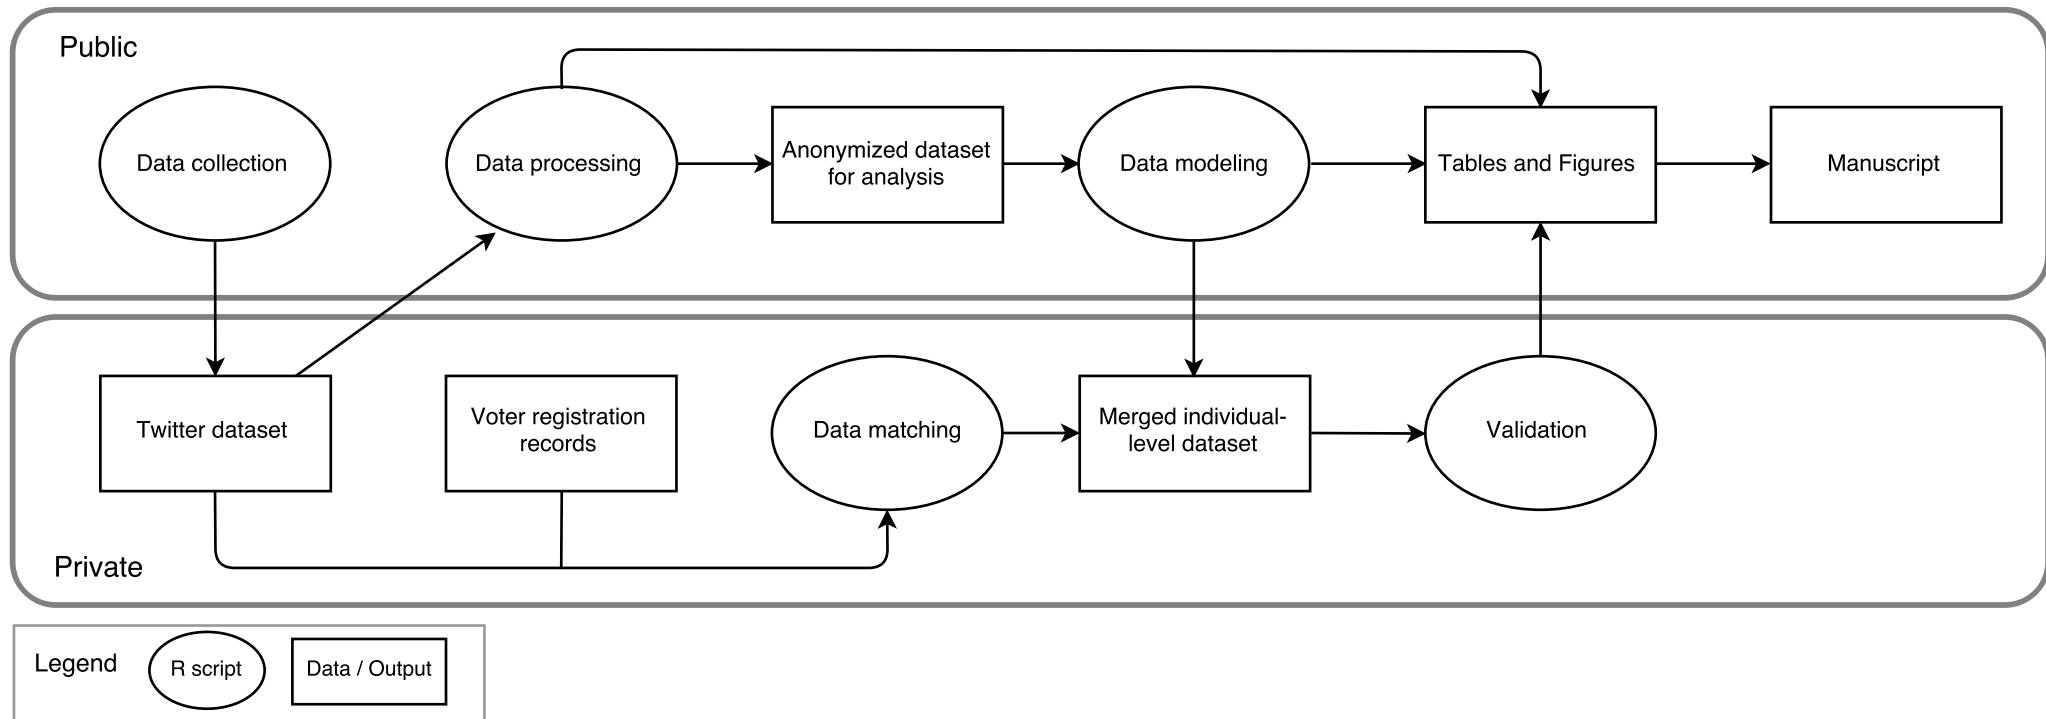 Public
Data collection
Data processing
Anonymized dataset
for analysis
Data modeling
Tables and Figures
Manuscript
Twitter dataset
Voter registration
records
Data matching
Merged individual-
level dataset
Validation
Private
Legend
R script
Data / Output